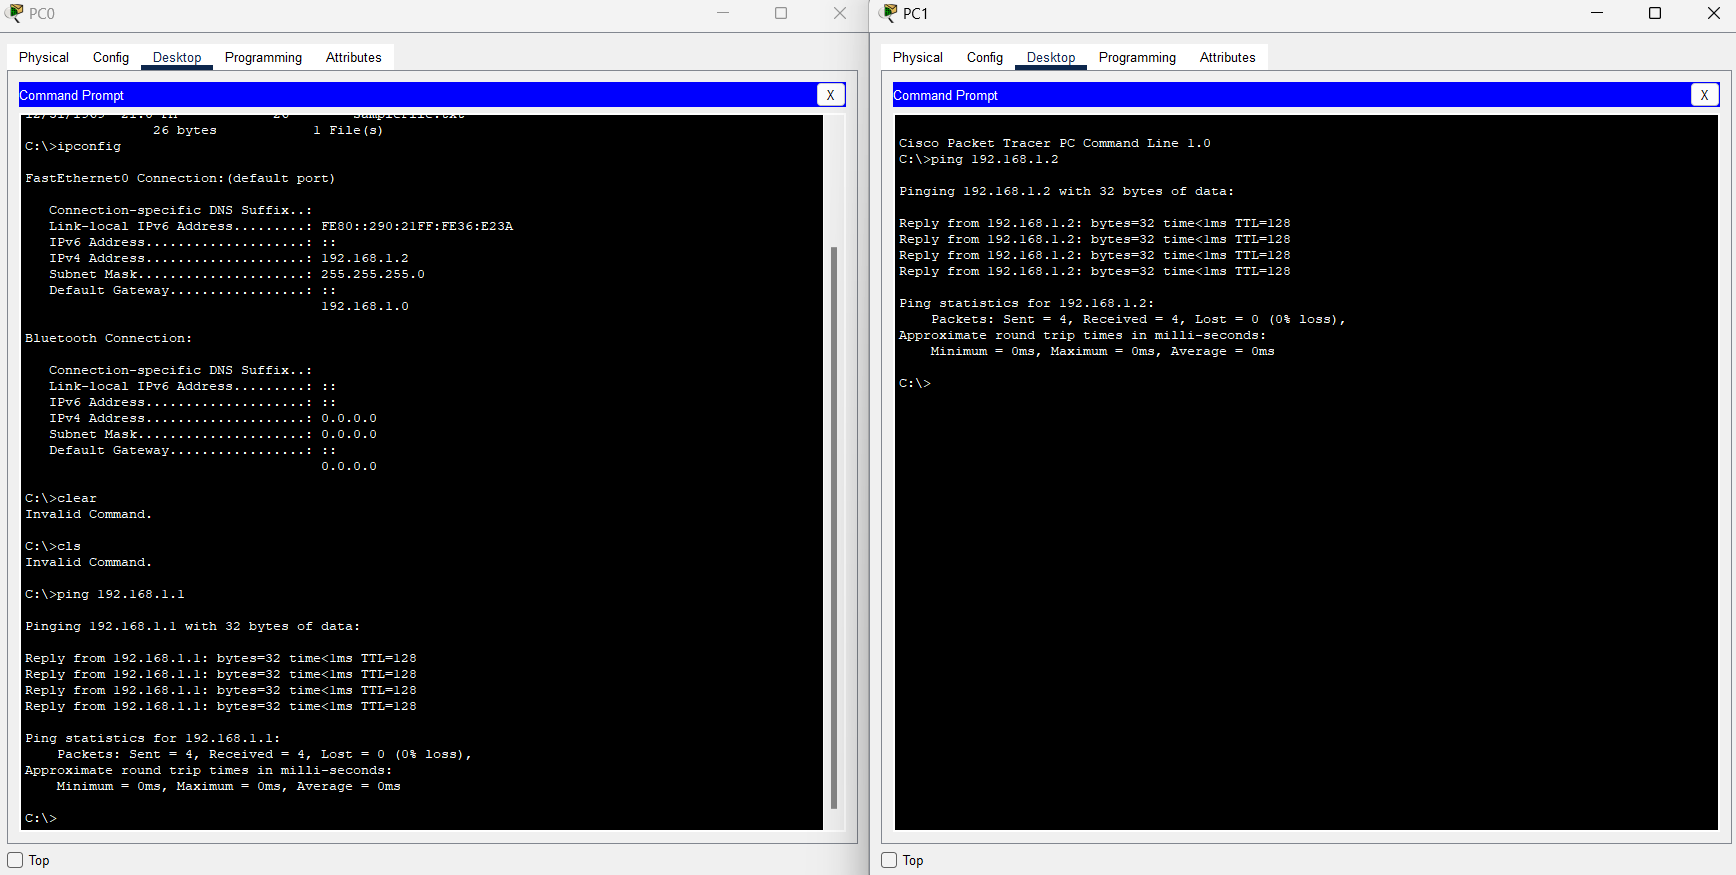 PC0
Physical Config Desktop Programming Attributes
Command Prompt X
26 bytes 1 File(s)
C:\>ipconfig
FastEthernet0 Connection:(default port)
Connection-specific DNS Suffix..:
Link-local IPv6 Address.........: FE80::290:21FF:FE36:E23A
IPv6 Address....................: ::
IPv4 Address....................: 192.168.1.2
Subnet Mask.....................: 255.255.255.0
Default Gateway.................: ::
192.168.1.0
Bluetooth Connection:
Connection-specific DNS Suffix..:
Link-local IPv6 Address.........: ::
IPv6 Address....................: ::
IPv4 Address....................: 0.0.0.0
Subnet Mask.....................: 0.0.0.0
Default Gateway.................: ::
0.0.0.0
C:\>clear
Invalid Command.
C:\>cls
Invalid Command.
C:\>ping 192.168.1.1
Pinging 192.168.1.1 with 32 bytes of data:
Reply from 192.168.1.1: bytes=32 time<1ms TTL=128
Reply from 192.168.1.1: bytes=32 time<1ms TTL=128
Reply from 192.168.1.1: bytes=32 time<1ms TTL=128
Reply from 192.168.1.1: bytes=32 time<1ms TTL=128
Ping statistics for 192.168.1.1:
Packets: Sent = 4, Received = 4, Lost = 0 (0% loss),
Approximate round trip times in milli-seconds:
Minimum = 0ms, Maximum = 0ms, Average = 0ms
C:\>
Top
PC1
Physical Config Desktop Programming Attributes
Command Prompt X
Cisco Packet Tracer PC Command Line 1.0
C:\>ping 192.168.1.2
Pinging 192.168.1.2 with 32 bytes of data:
Reply from 192.168.1.2: bytes=32 time<1ms TTL=128
Reply from 192.168.1.2: bytes=32 time<1ms TTL=128
Reply from 192.168.1.2: bytes=32 time<1ms TTL=128
Reply from 192.168.1.2: bytes=32 time<1ms TTL=128
Ping statistics for 192.168.1.2:
Packets: Sent = 4, Received = 4, Lost = 0 (0% loss),
Approximate round trip times in milli-seconds:
Minimum = 0ms, Maximum = 0ms, Average = 0ms
C:\>
Top